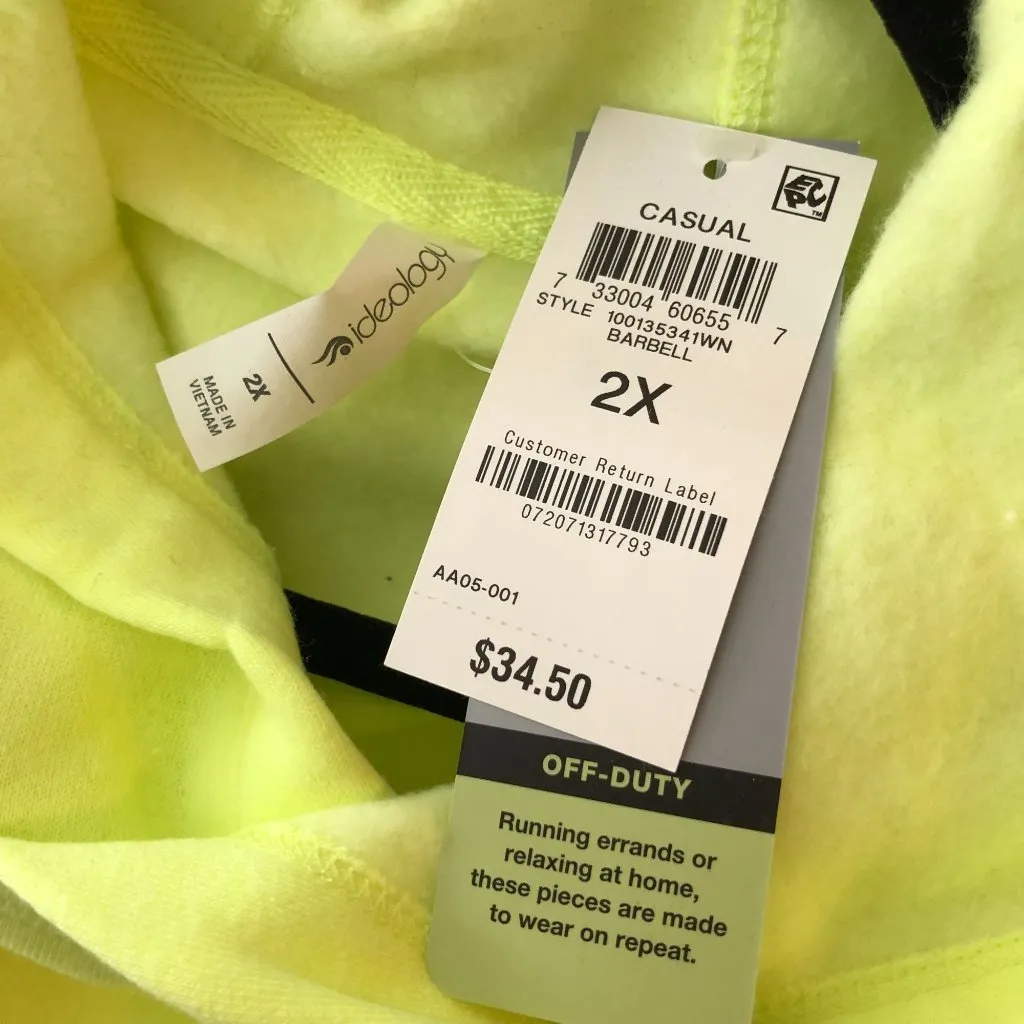 ideology
2X
MADE IN
VIETNAM
EPC
TM
CASUAL
7 33004 60655 7
STYLE 100135341WN
BARBELL
2X
Customer Return Label
072071317793
AA05-001
$34.50
OFF-DUTY
Running errands or
relaxing at home,
these pieces are made
to wear on repeat.